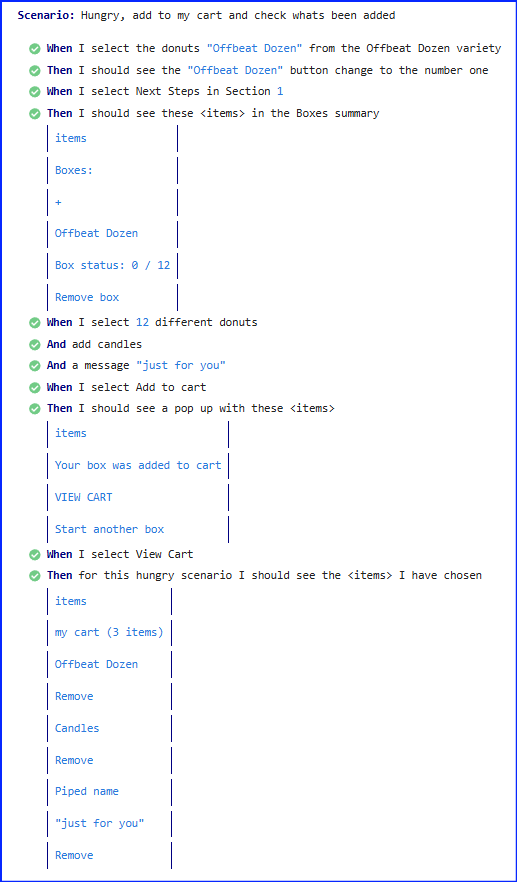 Scenario: Hungry, add to my cart and check whats been added
When I select the donuts "Offbeat Dozen" from the Offbeat Dozen variety
Then I should see the "Offbeat Dozen" button change to the number one
When I select Next Steps in Section 1
Then I should see these <items> in the Boxes summary
items
Boxes:
+
Offbeat Dozen
Box status: 0 / 12
Remove box
When I select 12 different donuts
And add candles
And a message "just for you"
When I select Add to cart
Then I should see a pop up with these <items>
items
Your box was added to cart
VIEW CART
Start another box
When I select View Cart
Then for this hungry scenario I should see the <items> I have chosen
items
my cart (3 items)
Offbeat Dozen
Remove
Candles
Remove
Piped name
"just for you"
Remove